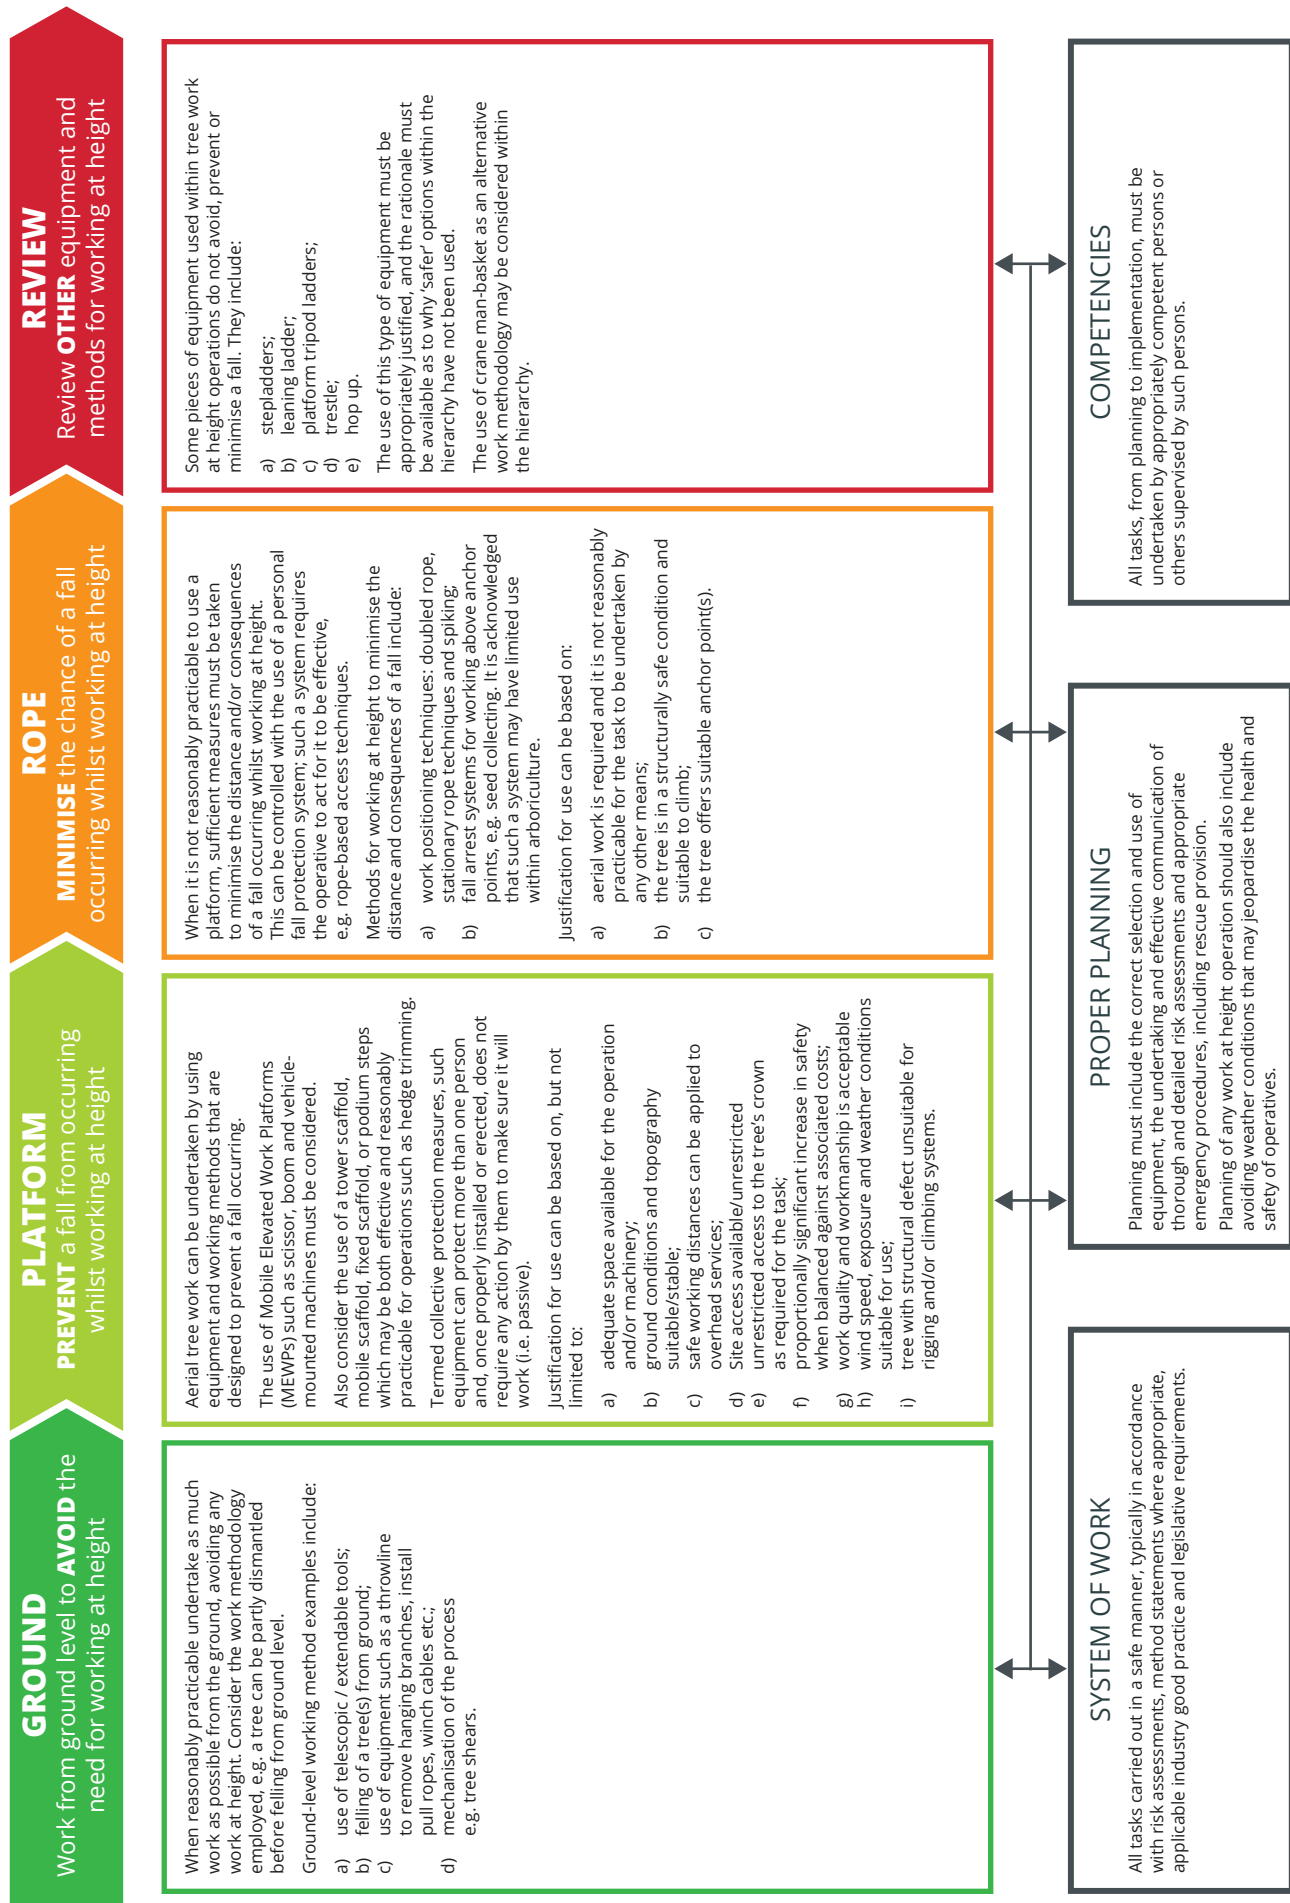 GROUND
Work from ground level to AVOID the
need for working at height
PLATFORM
PREVENT a fall from occurring
whilst working at height
ROPE
MINIMISE the chance of a fall
occurring whilst working at height
REVIEW
Review OTHER equipment and
methods for working at height
When reasonably practicable undertake as much
work as possible from the ground, avoiding any
work at height. Consider the work methodology
employed, e.g. a tree can be partly dismantled
before felling from ground level.
Ground-level working method examples include:
a) use of telescopic / extendable tools;
b) felling of a tree(s) from ground;
c) use of equipment such as a throwline
to remove hanging branches, install
pull ropes, winch cables etc.;
d) mechanisation of the process
e.g. tree shears.
Aerial tree work can be undertaken by using
equipment and working methods that are
designed to prevent a fall occurring.
The use of Mobile Elevated Work Platforms
(MEWPs) such as scissor, boom and vehicle-
mounted machines must be considered.
Also consider the use of a tower scaffold,
mobile scaffold, fixed scaffold, or podium steps
which may be both effective and reasonably
practicable for operations such as hedge trimming.
Termed collective protection measures, such
equipment can protect more than one person
and, once properly installed or erected, does not
require any action by them to make sure it will
work (i.e. passive).
Justification for use can be based on, but not
limited to:
a) adequate space available for the operation
and/or machinery;
b) ground conditions and topography
suitable/stable;
c) safe working distances can be applied to
overhead services;
d) Site access available/unrestricted
e) unrestricted access to the tree's crown
as required for the task;
f) proportionally significant increase in safety
when balanced against associated costs;
g) work quality and workmanship is acceptable
h) wind speed, exposure and weather conditions
suitable for use;
i) tree with structural defect unsuitable for
rigging and/or climbing systems.
When it is not reasonably practicable to use a
platform, sufficient measures must be taken
to minimise the distance and/or consequences
of a fall occurring whilst working at height.
This can be controlled with the use of a personal
fall protection system; such a system requires
the operative to act for it to be effective,
e.g. rope-based access techniques.
Methods for working at height to minimise the
distance and consequences of a fall include:
a) work positioning techniques: doubled rope,
stationary rope techniques and spiking;
b) fall arrest systems for working above anchor
points, e.g. seed collecting. It is acknowledged
that such a system may have limited use
within arboriculture.
Justification for use can be based on:
a) aerial work is required and it is not reasonably
practicable for the task to be undertaken by
any other means;
b) the tree is in a structurally safe condition and
suitable to climb;
c) the tree offers suitable anchor point(s).
Some pieces of equipment used within tree work
at height operations do not avoid, prevent or
minimise a fall. They include:
a) stepladders;
b) leaning ladder;
c) platform tripod ladders;
d) trestle;
e) hop up.
The use of this type of equipment must be
appropriately justified, and the rationale must
be available as to why 'safer' options within the
hierarchy have not been used.
The use of crane man-basket as an alternative
work methodology may be considered within
the hierarchy.
SYSTEM OF WORK
All tasks carried out in a safe manner, typically in accordance
with risk assessments, method statements where appropriate,
applicable industry good practice and legislative requirements.
PROPER PLANNING
Planning must include the correct selection and use of
equipment, the undertaking and effective communication of
thorough and detailed risk assessments and appropriate
emergency procedures, including rescue provision.
Planning of any work at height operation should also include
avoiding weather conditions that may jeopardise the health and
safety of operatives.
COMPETENCIES
All tasks, from planning to implementation, must be
undertaken by appropriately competent persons or
others supervised by such persons.